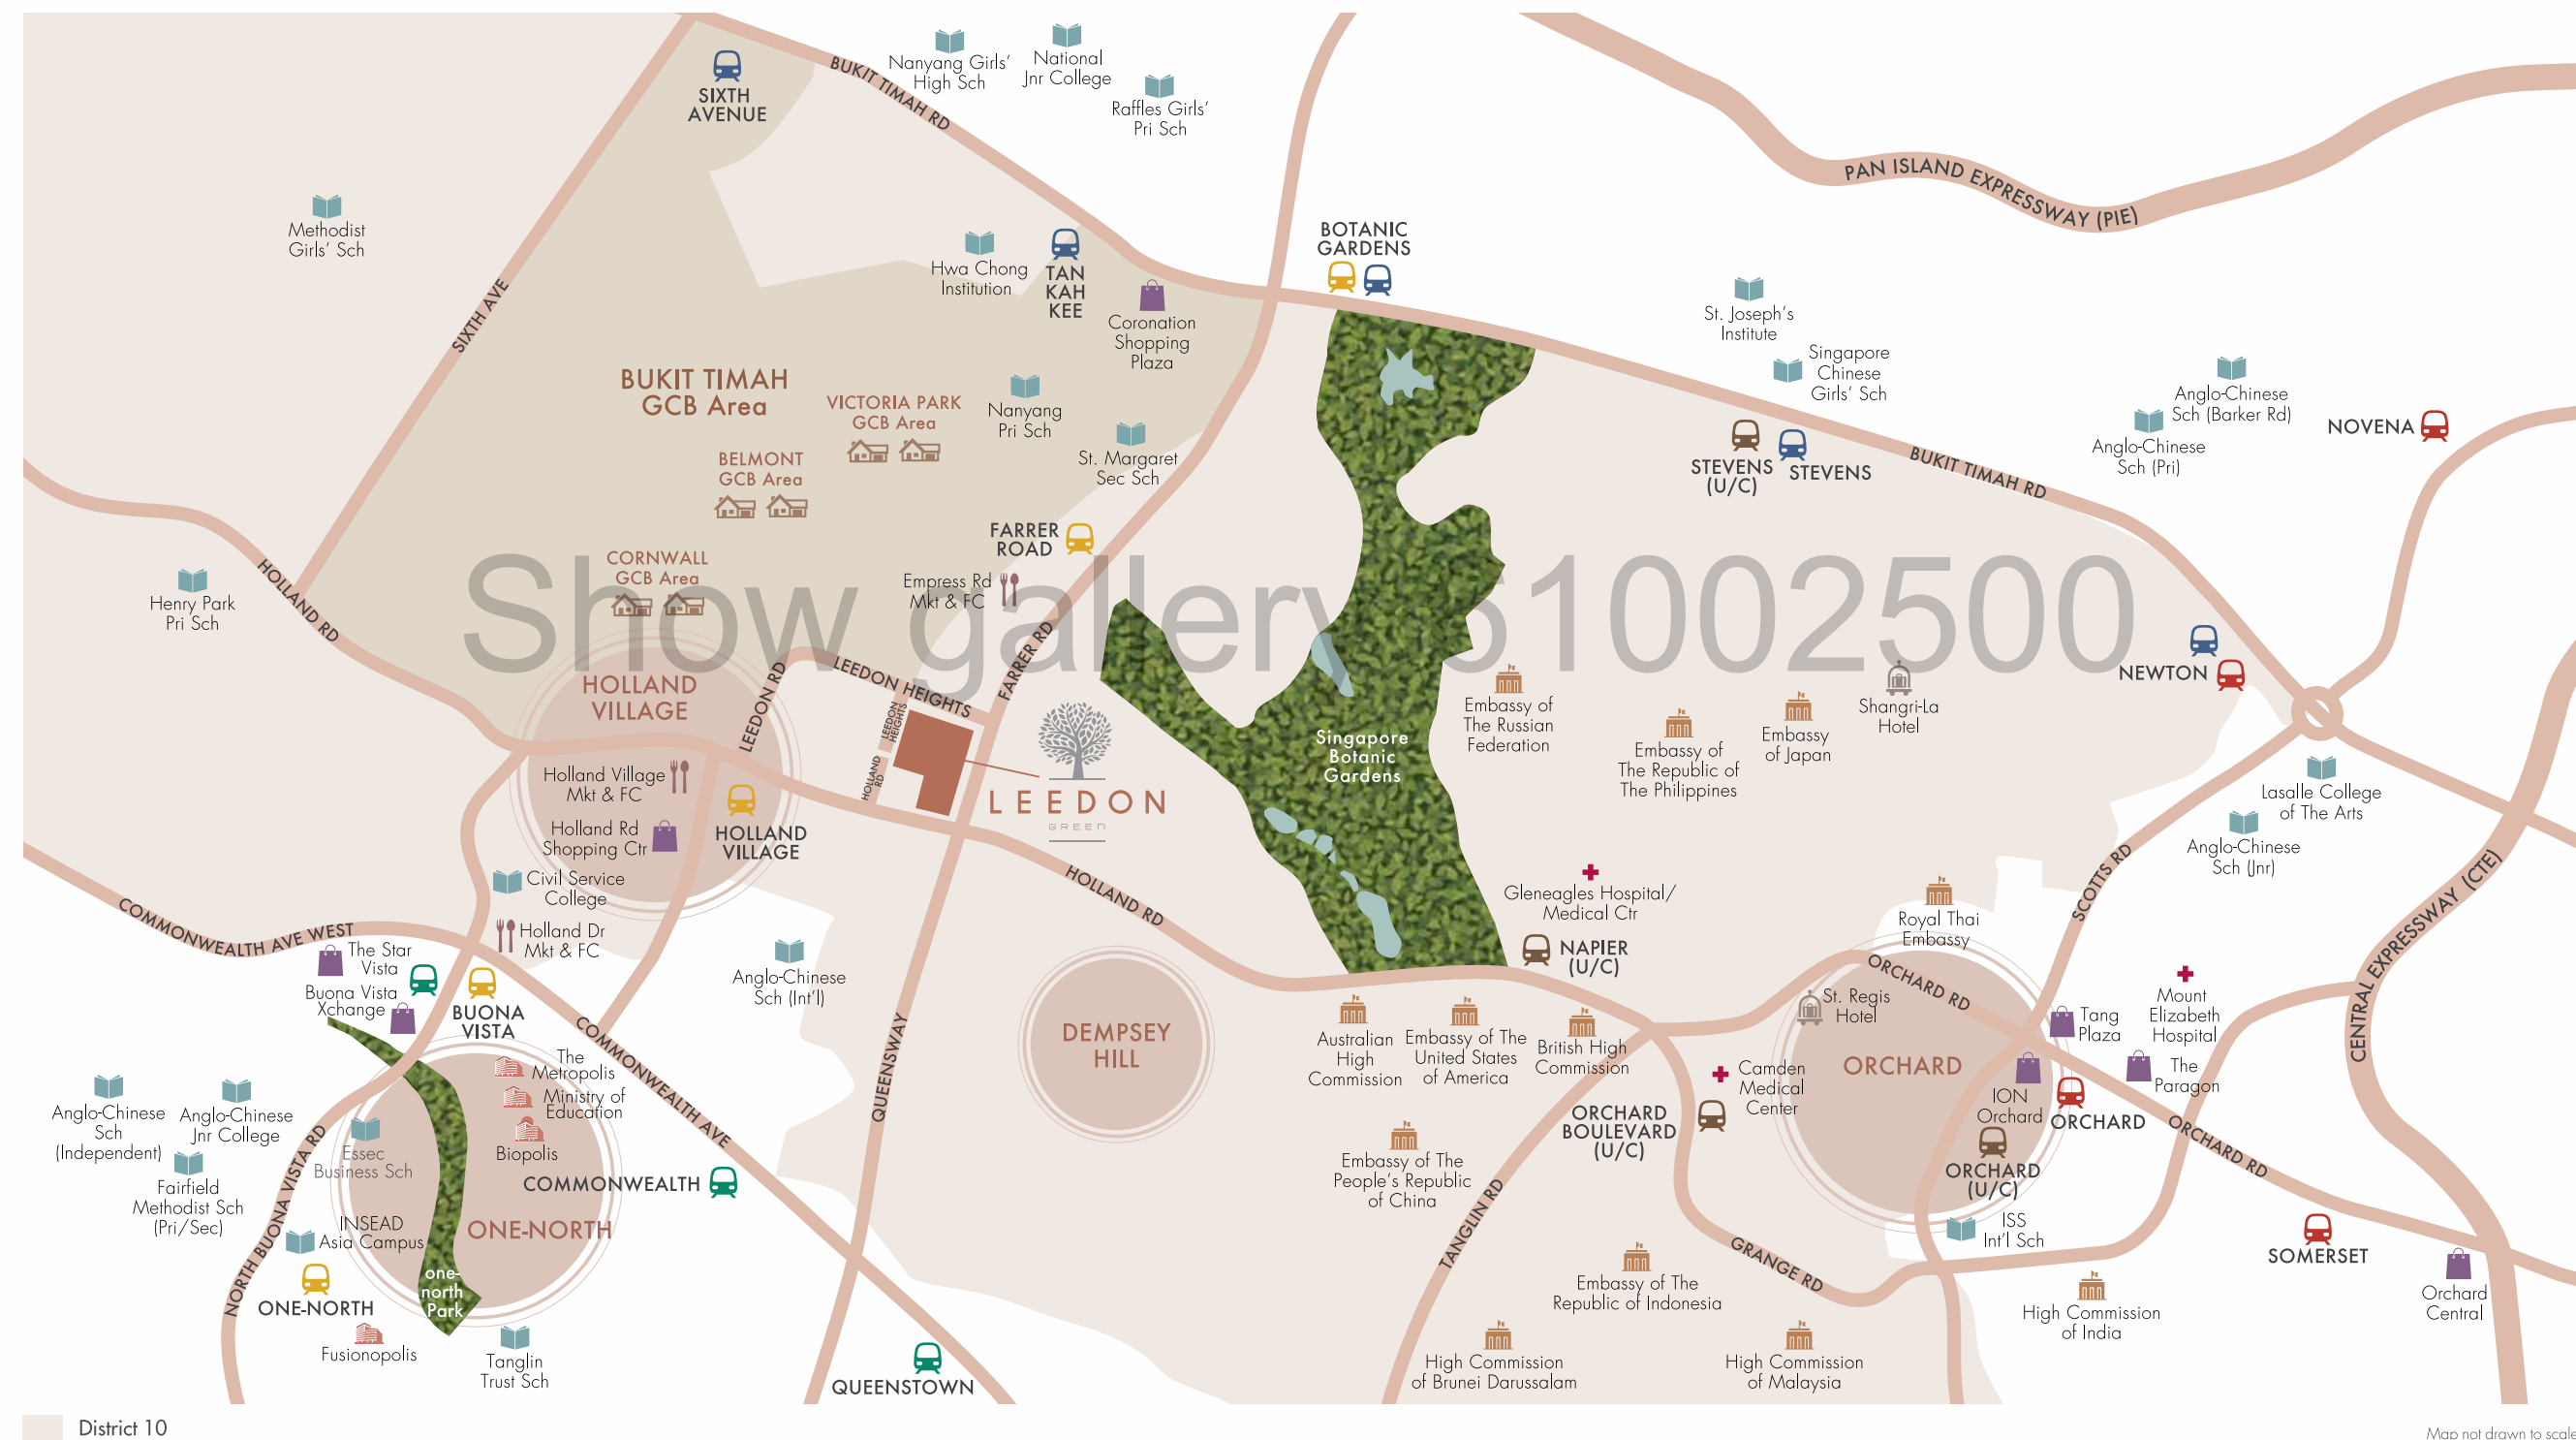 SIXTH
AVENUE
BUKIT TIMAH RD
Nanyang Girls'
High Sch
National
Jnr College
Raffles Girls'
Pri Sch
PAN ISLAND EXPRESSWAY (PIE)
Methodist
Girls' Sch
SIXTH AVE
Hwa Chong
Institution
TAN
KAH
KEE
Coronation
Shopping
Plaza
BOTANIC
GARDENS
St. Joseph's
Institute
Singapore
Chinese
Girls' Sch
Anglo-Chinese
Sch (Barker Rd)
Anglo-Chinese
Sch (Pri)
NOVENA
BUKIT TIMAH
GCB Area
VICTORIA PARK
GCB Area
Nanyang
Pri Sch
BELMONT
GCB Area
St. Margaret
Sec Sch
STEVENS
(U/C)
STEVENS
BUKIT TIMAH RD
FARRER
ROAD
CORNWALL
GCB Area
Empress Rd
Mkt & FC
Show gallery 61002500
Henry Park
Pri Sch
HOLLAND RD
HOLLAND
VILLAGE
LEEDON RD
LEEDON HEIGHTS
LEEDON
HEIGHTS
HOLLAND
RD
FARRER RD
LEEDON
GREEN
Singapore
Botanic
Gardens
Embassy of
The Russian
Federation
Embassy of
The Republic of
The Philippines
Embassy
of Japan
Shangri-La
Hotel
NEWTON
Holland Village
Mkt & FC
Holland Rd
Shopping Ctr
HOLLAND
VILLAGE
Civil Service
College
Holland Dr
Mkt & FC
HOLLAND RD
Lasalle College
of The Arts
Anglo-Chinese
Sch (Jnr)
SCOTTS RD
CENTRAL EXPRESSWAY (CTE)
Gleneagles Hospital/
Medical Ctr
NAPIER
(U/C)
Royal Thai
Embassy
ORCHARD RD
COMMONWEALTH AVE WEST
The Star
Vista
Buona Vista
Xchange
BUONA
VISTA
Anglo-Chinese
Sch (Int'l)
COMMONWEALTH AVE
QUEENSWAY
DEMPSEY
HILL
Australian
High
Commission
Embassy of The
United States
of America
British High
Commission
St. Regis
Hotel
Tang
Plaza
Mount
Elizabeth
Hospital
The
Paragon
ORCHARD
Camden
Medical
Center
ION
Orchard
ORCHARD
ORCHARD RD
ORCHARD
BOULEVARD
(U/C)
ORCHARD
(U/C)
The
Metropolis
Ministry of
Education
Biopolis
COMMONWEALTH
ONE-NORTH
Anglo-Chinese
Sch
(Independent)
Anglo-Chinese
Jnr College
Fairfield
Methodist Sch
(Pri/Sec)
Essec
Business Sch
INSEAD
Asia Campus
NORTH BUONA VISTA RD
ONE-NORTH
one-
north
Park
Fusionopolis
Tanglin
Trust Sch
QUEENSTOWN
Embassy of The
People's Republic
of China
TANGLIN RD
GRANGE RD
Embassy of The
Republic of Indonesia
High Commission
of Brunei Darussalam
High Commission
of Malaysia
ISS
Int'l Sch
High Commission
of India
SOMERSET
Orchard
Central
District 10
Map not drawn to scale